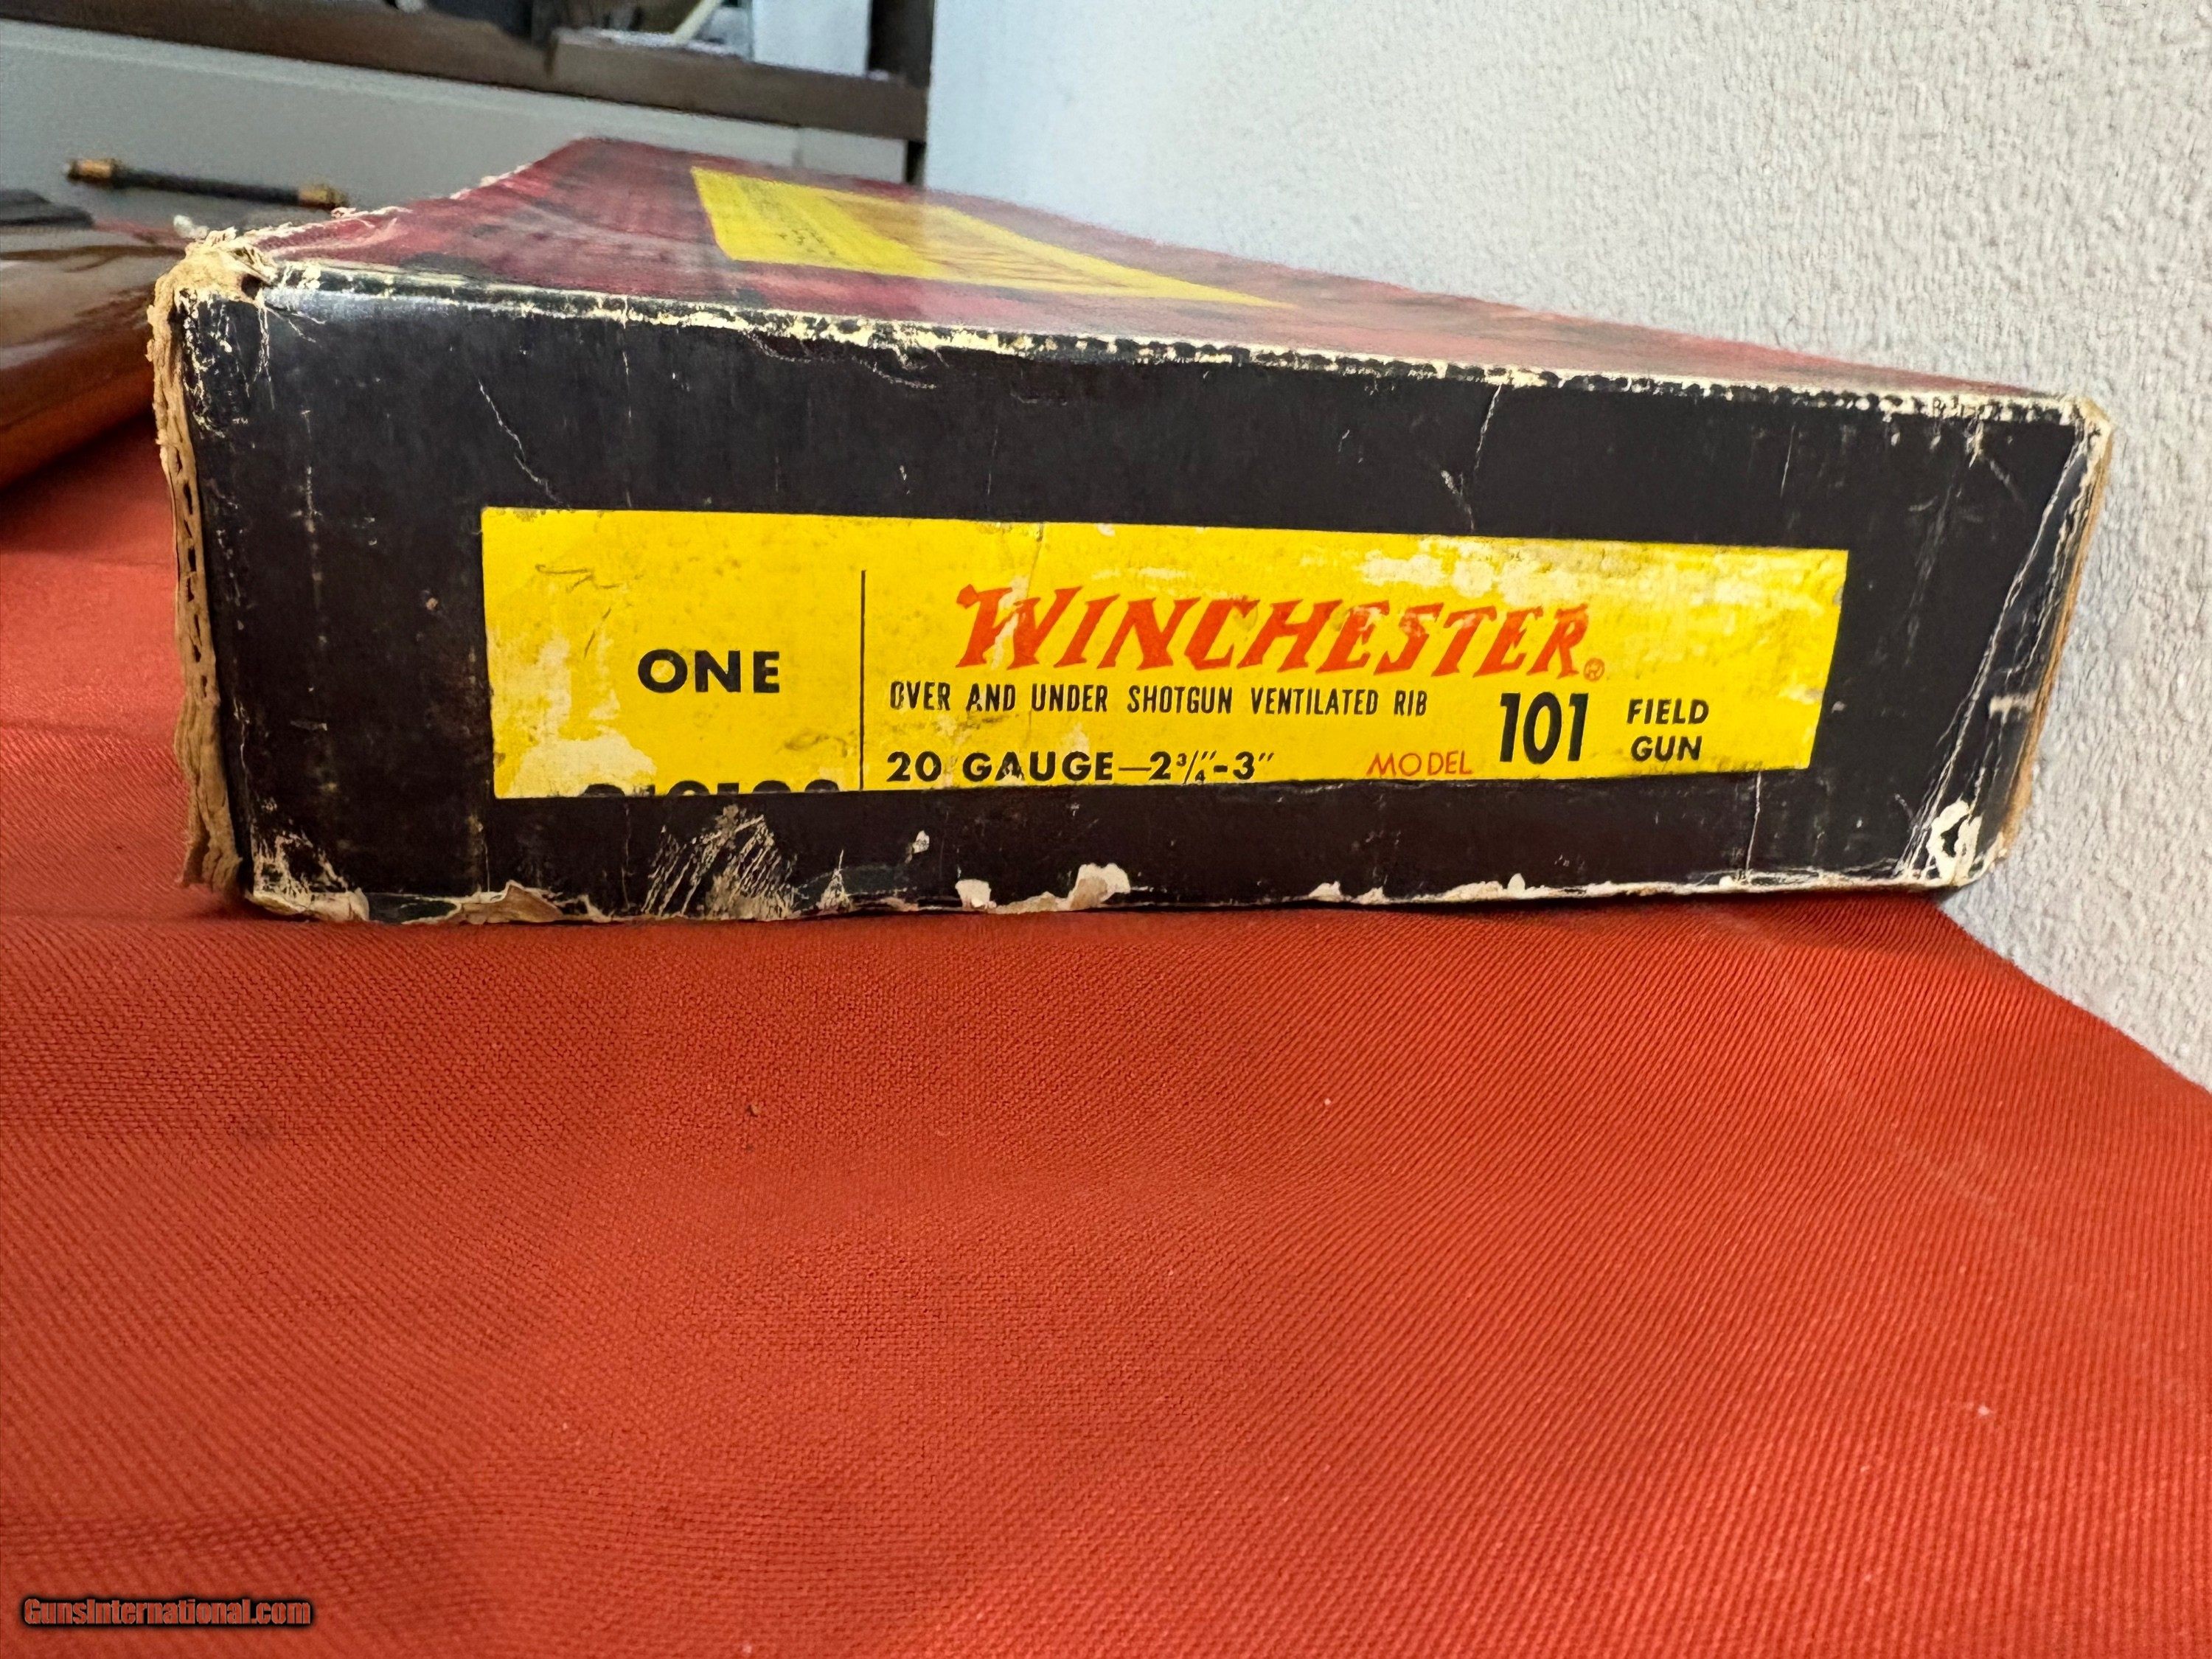 ONE
WINCHESTER®
OVER AND UNDER SHOTGUN VENTILATED RIB
20 GAUGE—2¾"-3"
MODEL 101 FIELD GUN
GunsInternational.com